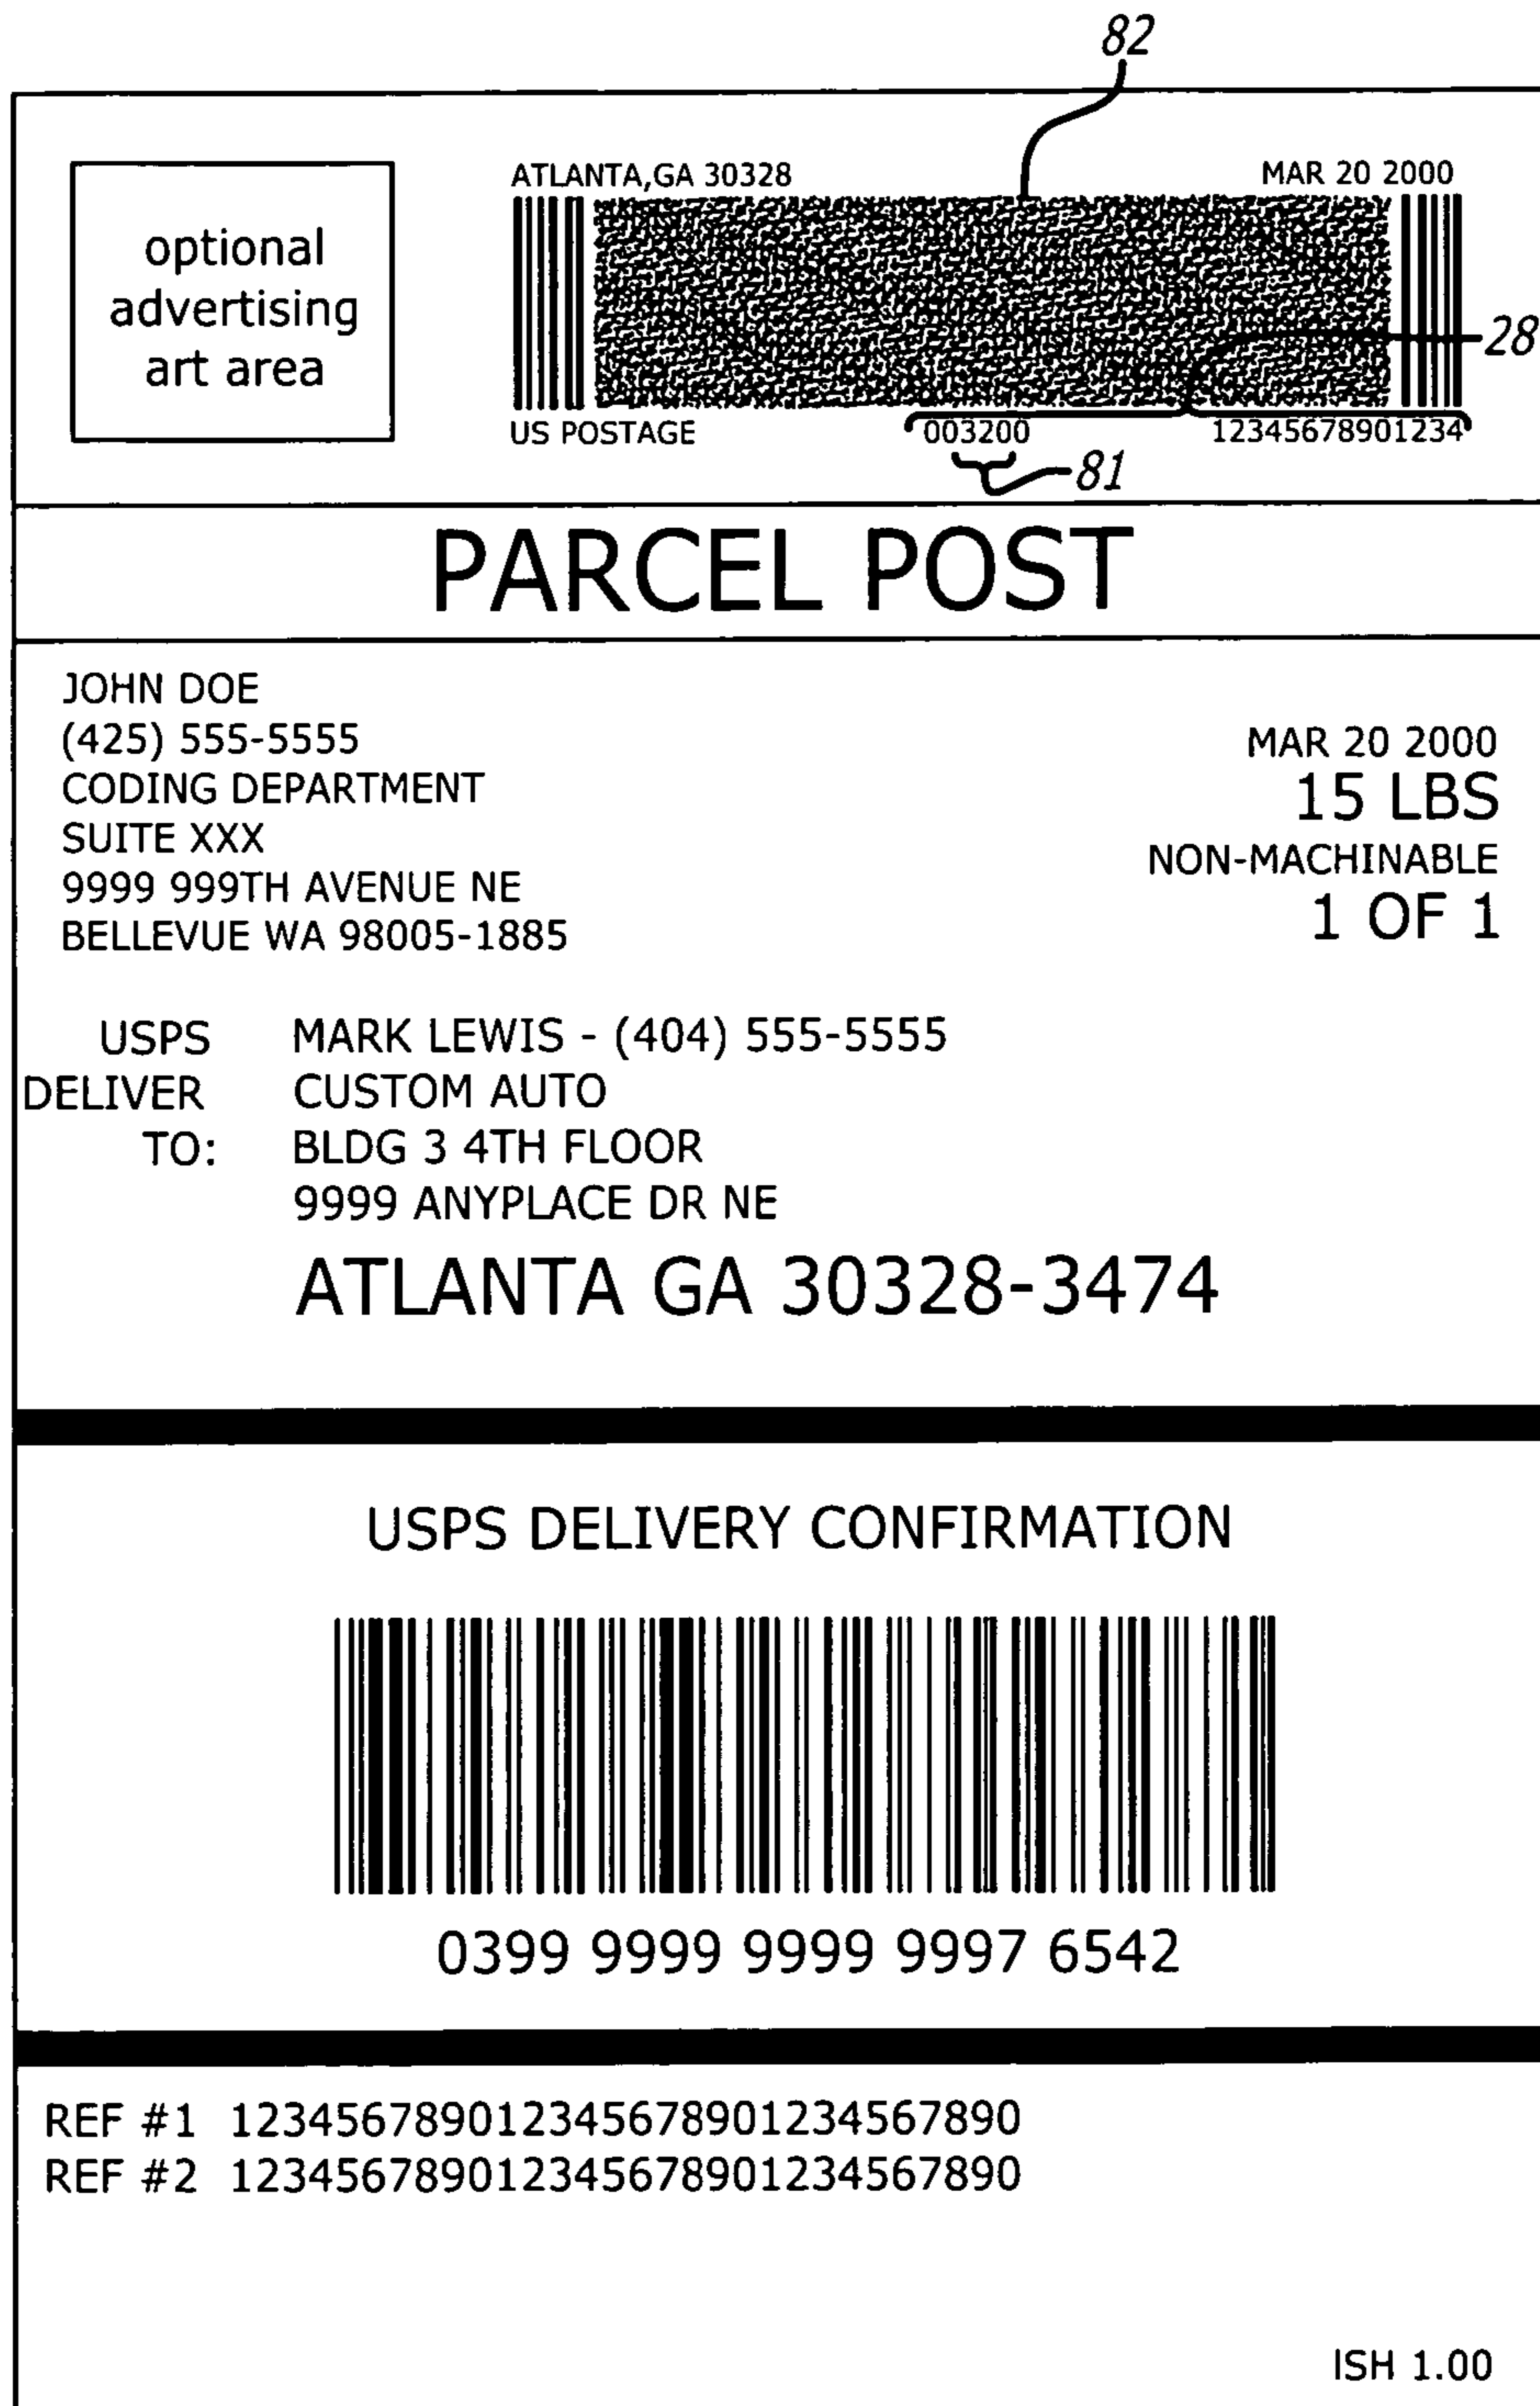 82
ATLANTA,GA 30328 MAR 20 2000
optional
advertising
art area
28
US POSTAGE 003200 12345678901234
81
PARCEL POST
JOHN DOE
(425) 555-5555
CODING DEPARTMENT
SUITE XXX
9999 999TH AVENUE NE
BELLEVUE WA 98005-1885
MAR 20 2000
15 LBS
NON-MACHINABLE
1 OF 1
USPS MARK LEWIS - (404) 555-5555
DELIVER CUSTOM AUTO
TO: BLDG 3 4TH FLOOR
9999 ANYPLACE DR NE
ATLANTA GA 30328-3474
USPS DELIVERY CONFIRMATION
0399 9999 9999 9997 6542
REF #1 123456789012345678901234567890
REF #2 123456789012345678901234567890
ISH 1.00